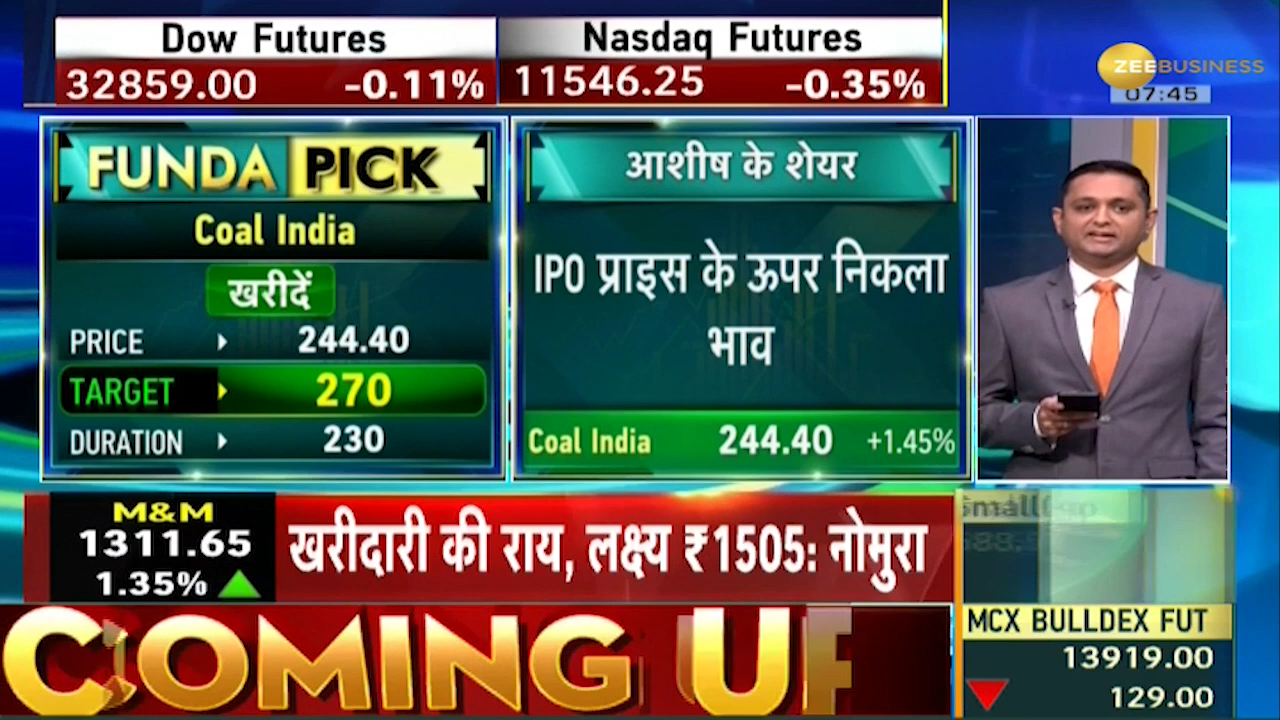 Dow Futures
32859.00 -0.11%
Nasdaq Futures
11546.25 -0.35%
ZEEBUSINESS
07:45
FUNDA PICK
Coal India
खरीदें
PRICE 244.40
TARGET 270
DURATION 230
आशीष के शेयर
IPO प्राइस के ऊपर निकला
भाव
Coal India 244.40 +1.45%
M&M
1311.65
1.35%
खरीदारी की राय, लक्ष्य ₹1505: नोमुरा
SmallCap
COMING UP
MCX BULLDEX FUT
13919.00
129.00